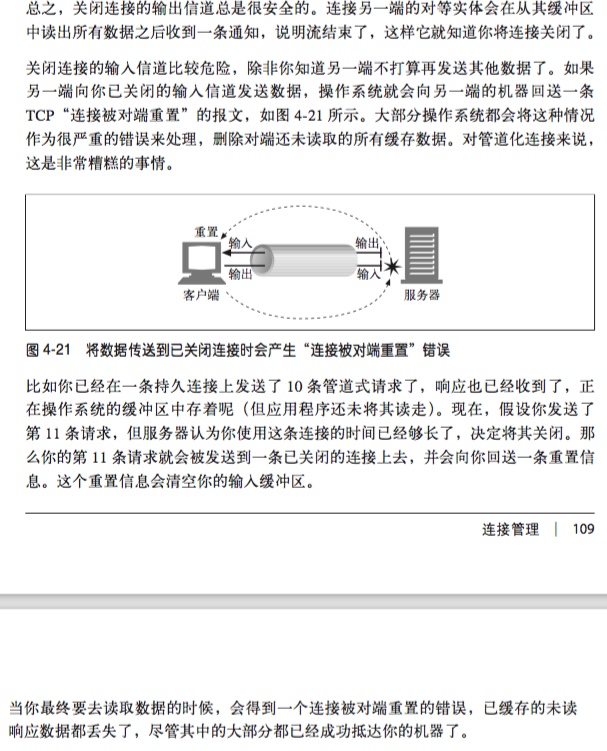 总之，关闭连接的输出信道总是很安全的。连接另一端的对等实体会在从其缓冲区
中读出所有数据之后收到一条通知，说明流结束了，这样它就知道你将连接关闭了。
关闭连接的输入信道比较危险，除非你知道另一端不打算再发送其他数据了。如果
另一端向你已关闭的输入信道发送数据，操作系统就会向另一端的机器回送一条
TCP“连接被对端重置”的报文，如图 4-21 所示。大部分操作系统都会将这种情况
作为很严重的错误来处理，删除对端还未读取的所有缓存数据。对管道化连接来说，
这是非常糟糕的事情。
重置
输入
输出
输出
输入
客户端
服务器
图 4-21 将数据传送到已关闭连接时会产生“连接被对端重置”错误
比如你已经在一条持久连接上发送了 10 条管道式请求了，响应也已经收到了，正
在操作系统的缓冲区中存着呢（但应用程序还未将其读走）。现在，假设你发送了
第 11 条请求，但服务器认为你使用这条连接的时间已经够长了，决定将其关闭。那
么你的第 11 条请求就会被发送到一条已关闭的连接上去，并会向你回送一条重置信
息。这个重置信息会清空你的输入缓冲区。
连接管理 | 109
当你最终要去读取数据的时候，会得到一个连接被对端重置的错误，已缓存的未读
响应数据都丢失了，尽管其中的大部分都已经成功抵达你的机器了。